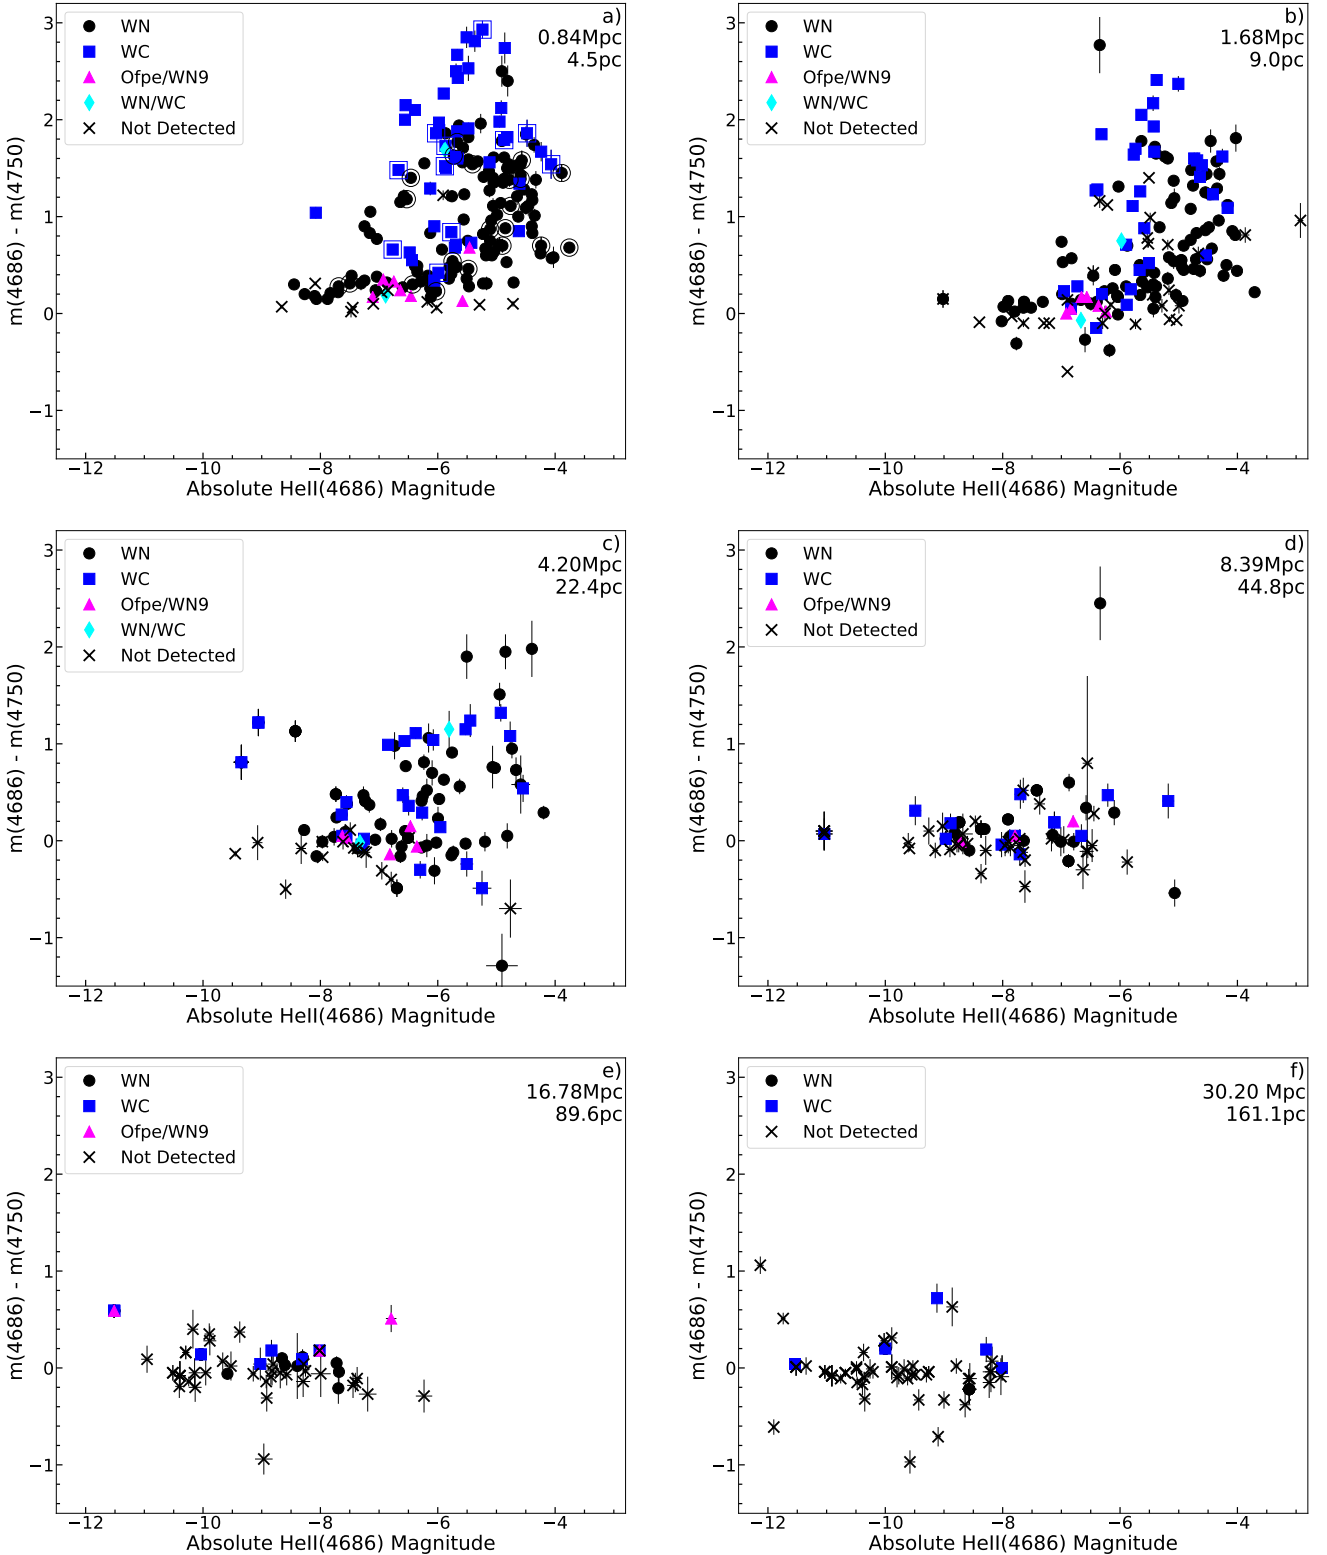 a)
0.84Mpc
4.5pc
WN
WC
Ofpe/WN9
WN/WC
Not Detected
3
2
1
0
−1
m(4686) - m(4750)
−12 −10 −8 −6 −4
Absolute HeII(4686) Magnitude
b)
1.68Mpc
9.0pc
WN
WC
Ofpe/WN9
WN/WC
Not Detected
3
2
1
0
−1
m(4686) - m(4750)
−12 −10 −8 −6 −4
Absolute HeII(4686) Magnitude
c)
4.20Mpc
22.4pc
WN
WC
Ofpe/WN9
WN/WC
Not Detected
3
2
1
0
−1
m(4686) - m(4750)
−12 −10 −8 −6 −4
Absolute HeII(4686) Magnitude
d)
8.39Mpc
44.8pc
WN
WC
Ofpe/WN9
Not Detected
3
2
1
0
−1
m(4686) - m(4750)
−12 −10 −8 −6 −4
Absolute HeII(4686) Magnitude
e)
16.78Mpc
89.6pc
WN
WC
Ofpe/WN9
Not Detected
3
2
1
0
−1
m(4686) - m(4750)
−12 −10 −8 −6 −4
Absolute HeII(4686) Magnitude
f)
30.20 Mpc
161.1pc
WN
WC
Not Detected
3
2
1
0
−1
m(4686) - m(4750)
−12 −10 −8 −6 −4
Absolute HeII(4686) Magnitude